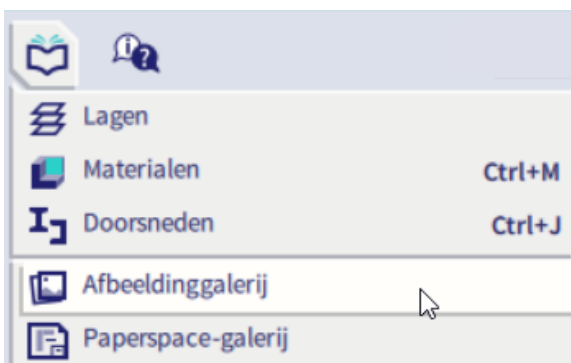 Lagen
Materialen Ctrl+M
Doorsneden Ctrl+J
Afbeeldinggalerij
Paperspace-galerij